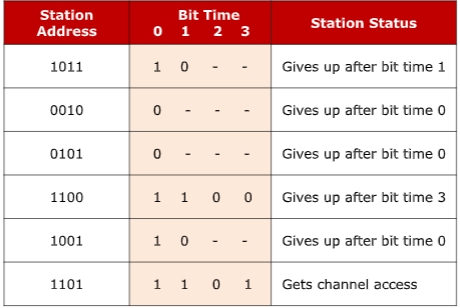 Station Address Bit Time 0 1 2 3 Station Status
1011 1 0 - - Gives up after bit time 1
0010 0 - - - Gives up after bit time 0
0101 0 - - - Gives up after bit time 0
1100 1 1 0 0 Gives up after bit time 3
1001 1 0 - - Gives up after bit time 0
1101 1 1 0 1 Gets channel access